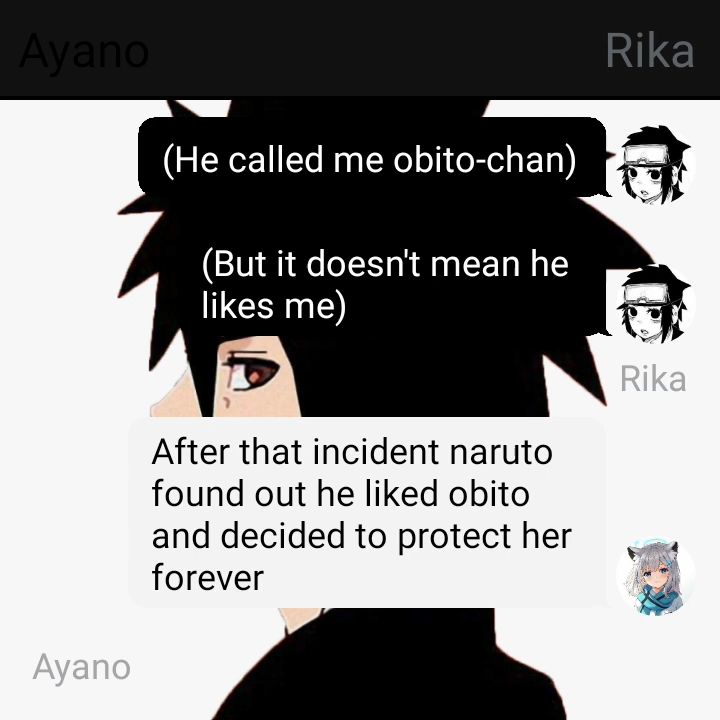 Ayano Rika
(He called me obito-chan)
(But it doesn't mean he
likes me)
Rika
After that incident naruto
found out he liked obito
and decided to protect her
forever
Ayano